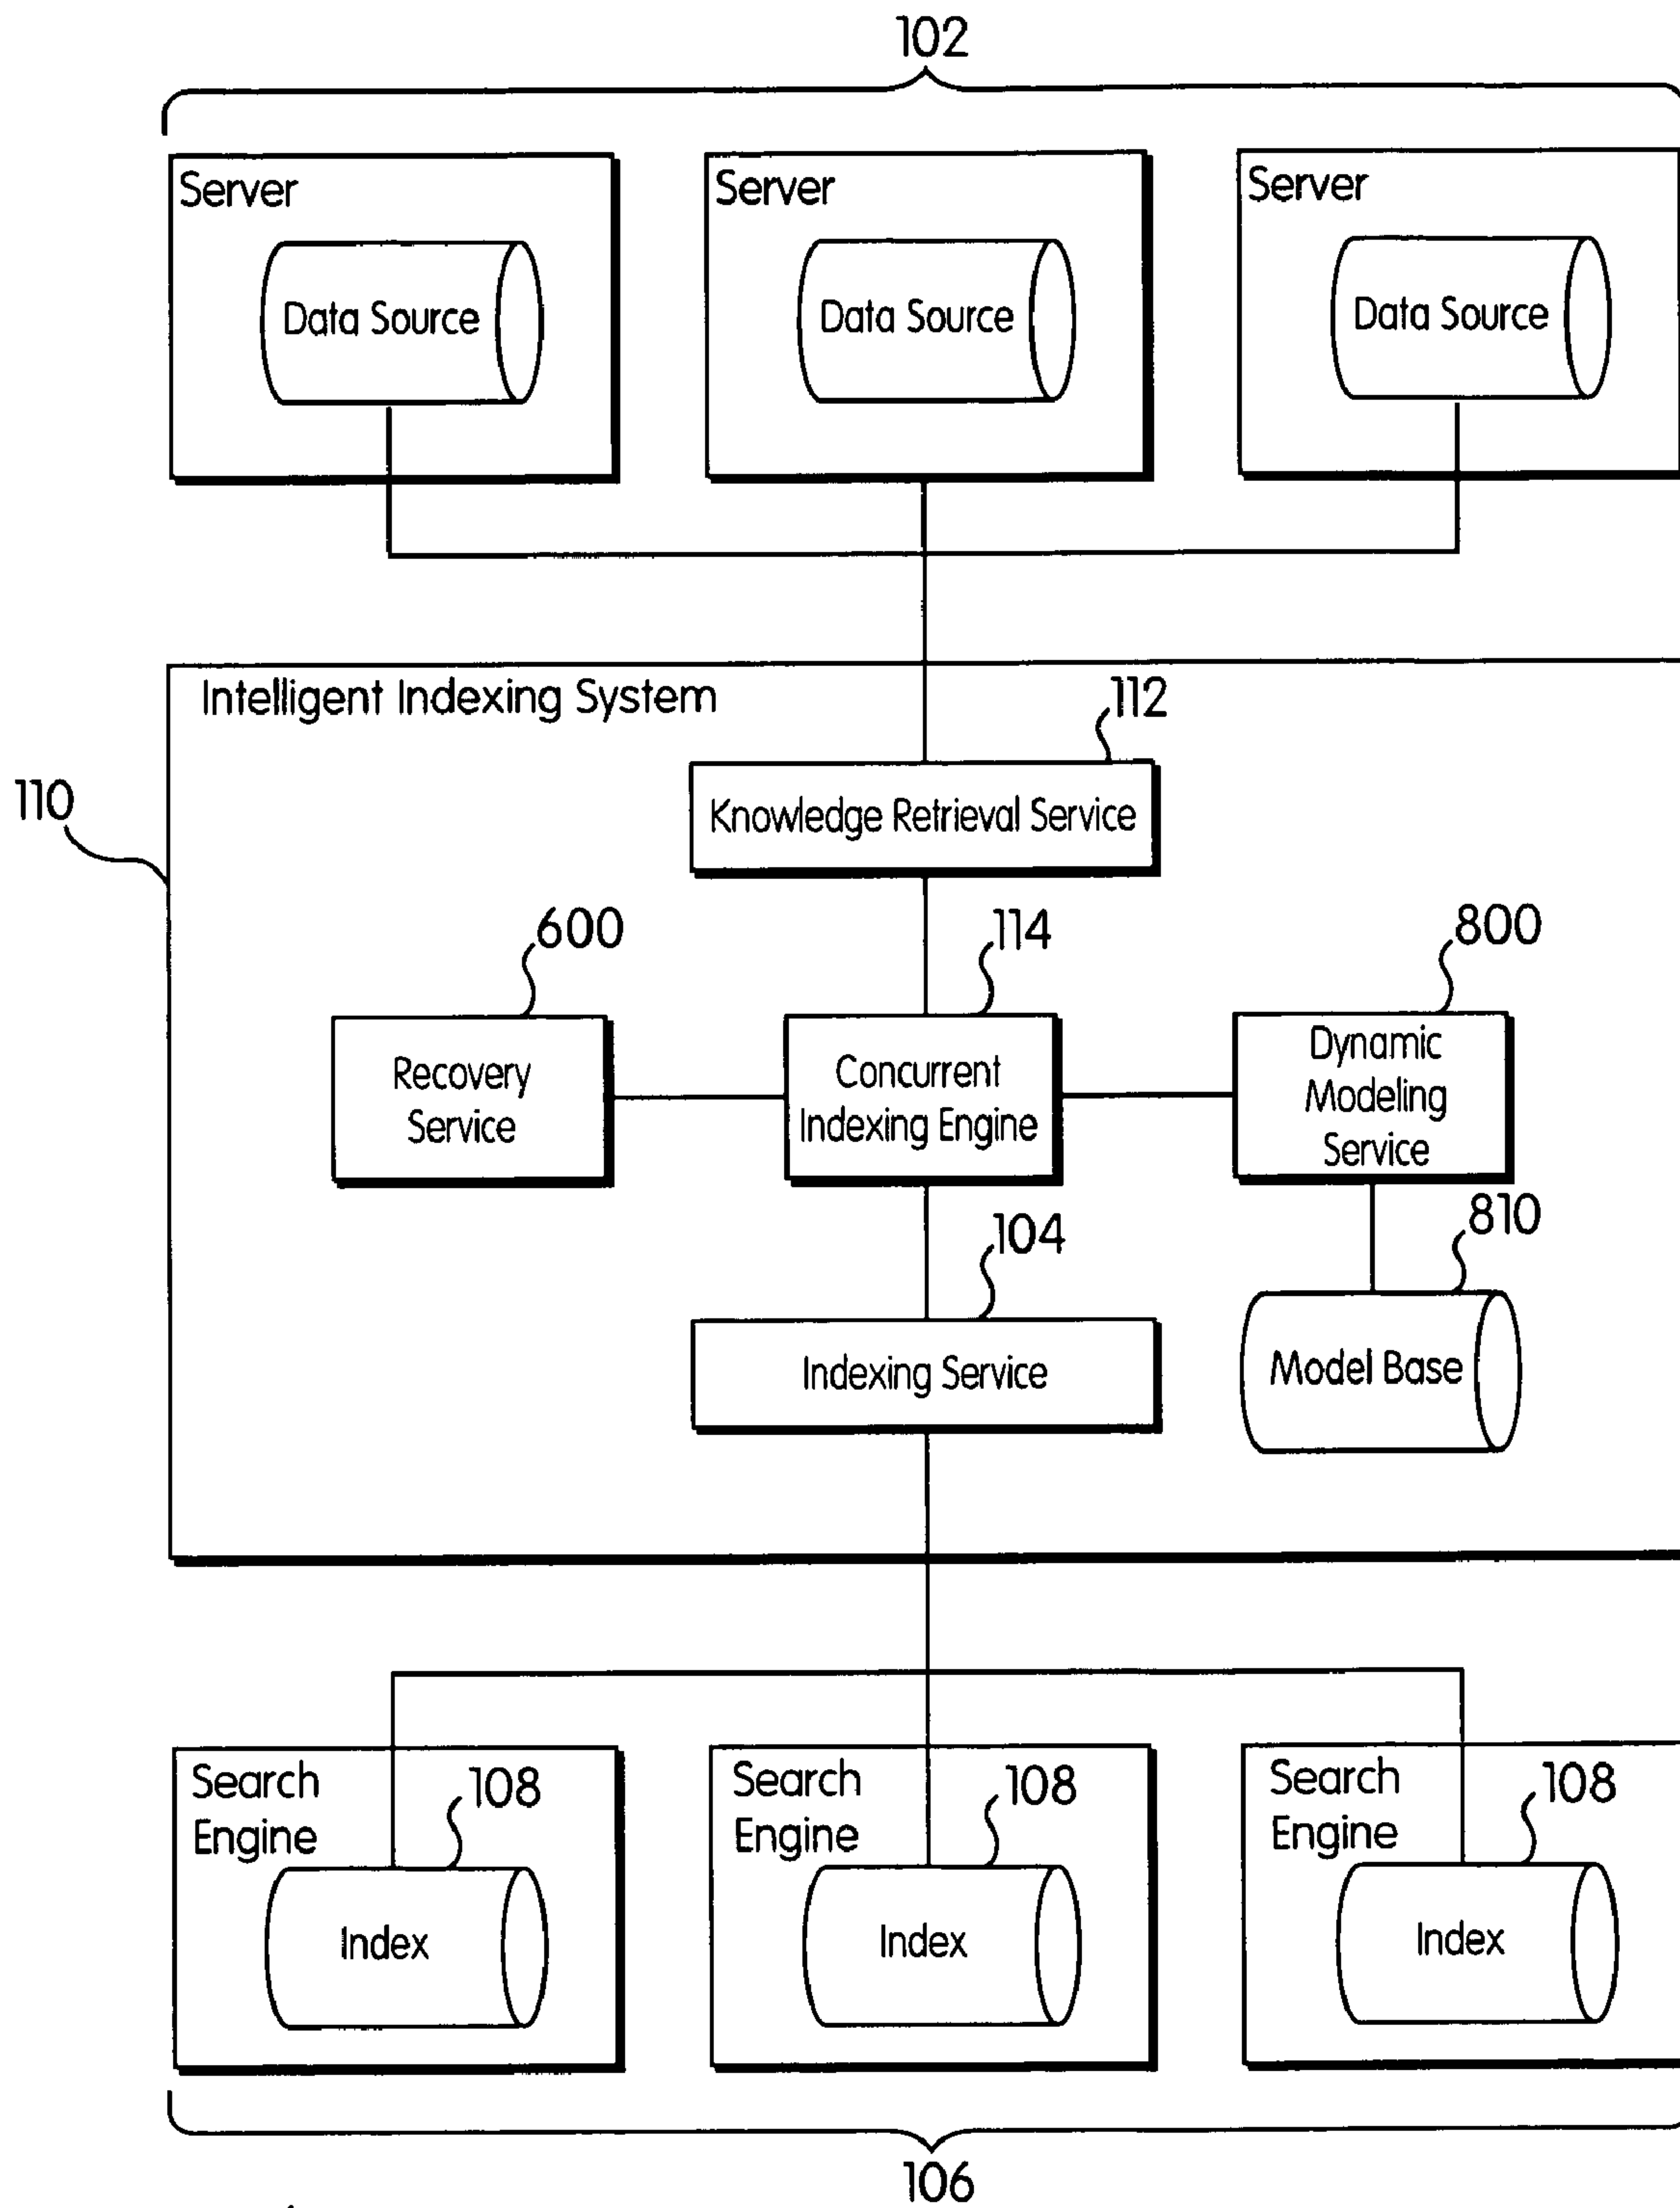 102
Server
Server
Server
Data Source
Data Source
Data Source
Intelligent Indexing System
112
110
Knowledge Retrieval Service
600
114
800
Recovery
Service
Concurrent
Indexing Engine
Dynamic
Modeling
Service
104
810
Indexing Service
Model Base
Search
Engine
108
Search
Engine
108
Search
Engine
108
Index
Index
Index
106